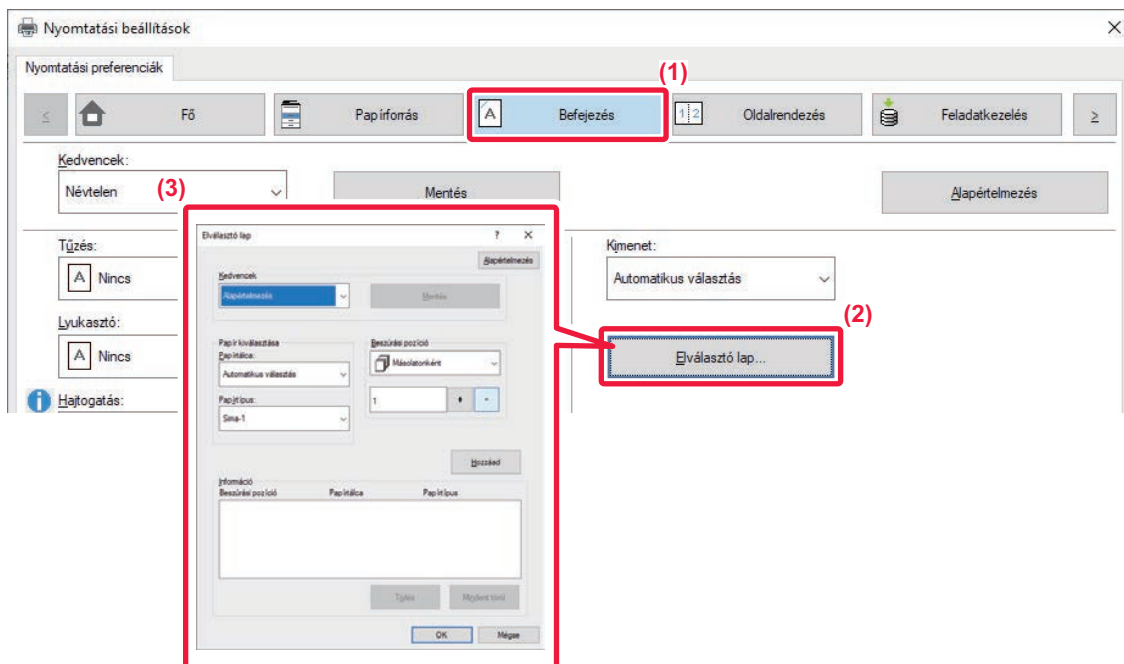 Nyomtatási beállítások
Nyomtatási preferenciák
(1)
≤ Fő Papírforrás A Befejezés 1 2 Oldalrendezés Feladatkezelés ≥
Kedvencek:
Névtelen
Mentés
Alapértelmezés
(3)
Tűzés:
A Nincs
Lyukasztó:
A Nincs
i Hajtogatás:
Kimenet:
Automatikus választás
(2)
Elválasztó lap...
Elválasztó lap ? ×
Alapértelmezés
Kedvencek
Alapértelmezés
Mentés
Papír kiválasztása
Papírtálca:
Automatikus választás
Papírtípus:
Sima-1
Beszúrási pozíció
Másolatonként
1 + -
Hozzáad
Információ
Beszúrási pozíció Papírtálca Papírtípus
Törlés Mindent töröl
OK Mégse